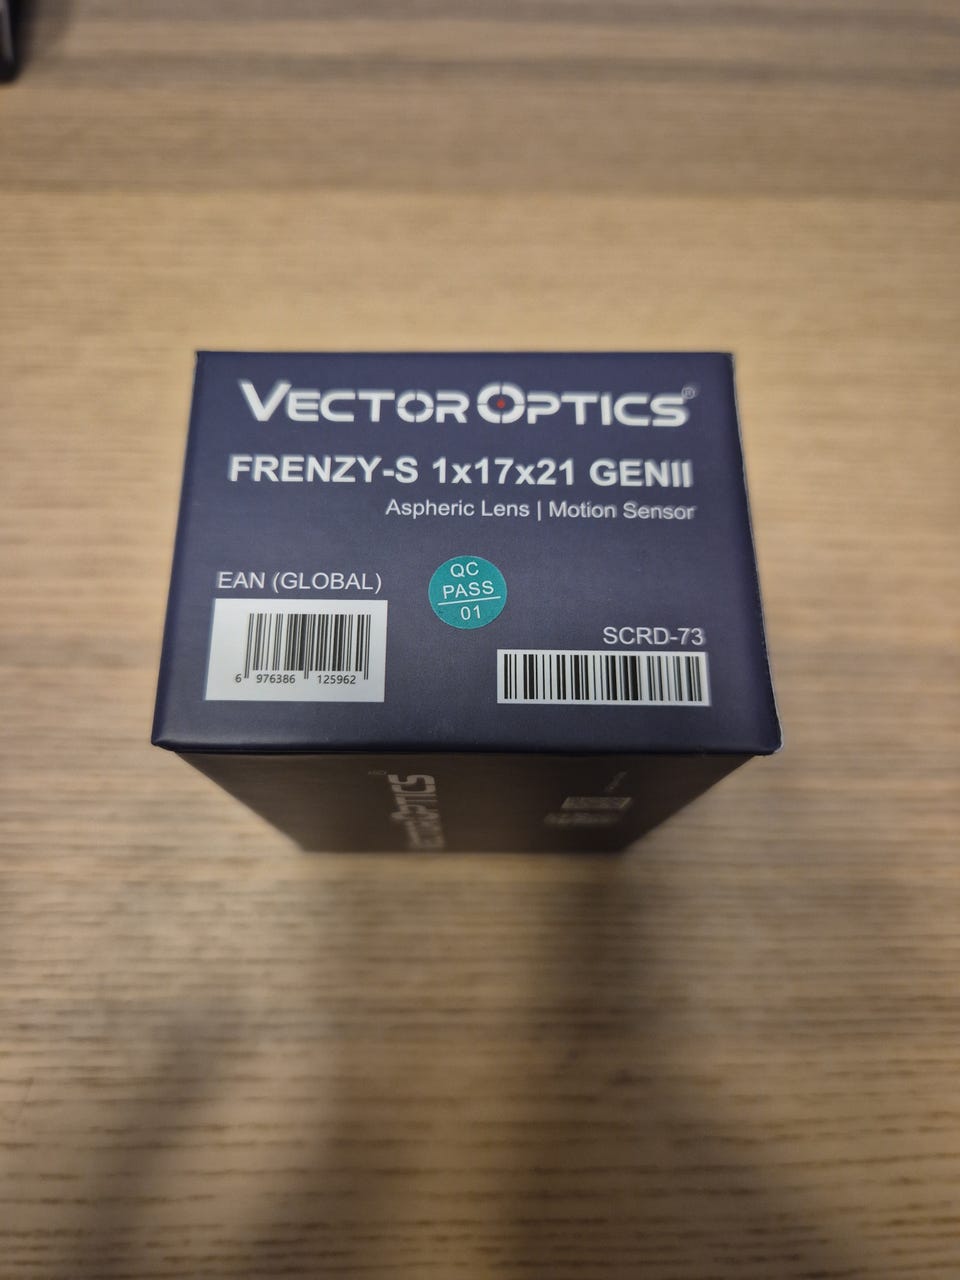 VECTOR OPTICS®
FRENZY-S 1x17x21 GENII
Aspheric Lens | Motion Sensor
EAN (GLOBAL)
QC
PASS
01
SCRD-73
6 976386 125962
OPTICS